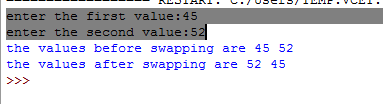 ================== RESTART: C:/Users/TEMP.VCET.
enter the first value:45
enter the second value:52
the values before swapping are 45 52
the values after swapping are 52 45
>>>